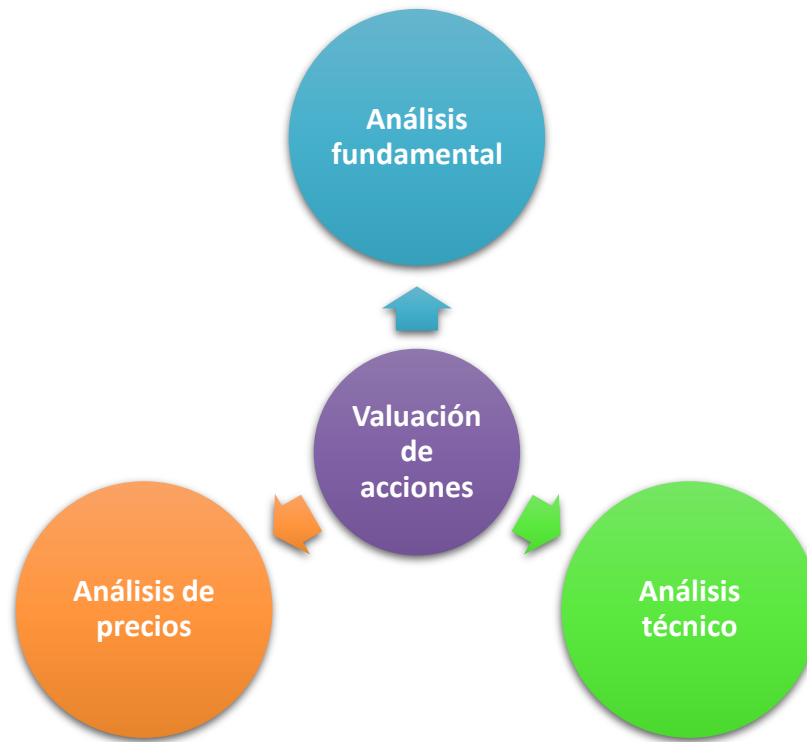 Análisis
fundamental
Valuación
de
acciones
Análisis de
precios
Análisis
técnico